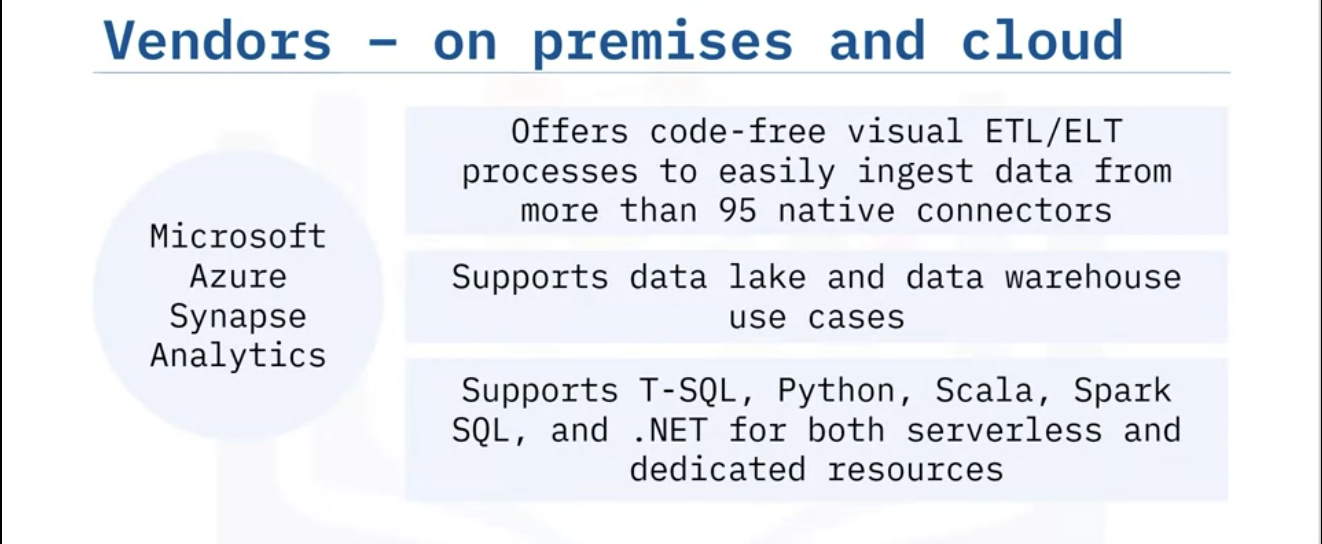 Vendors – on premises and cloud
Microsoft
Azure
Synapse
Analytics
Offers code-free visual ETL/ELT
processes to easily ingest data from
more than 95 native connectors
Supports data lake and data warehouse
use cases
Supports T-SQL, Python, Scala, Spark
SQL, and .NET for both serverless and
dedicated resources